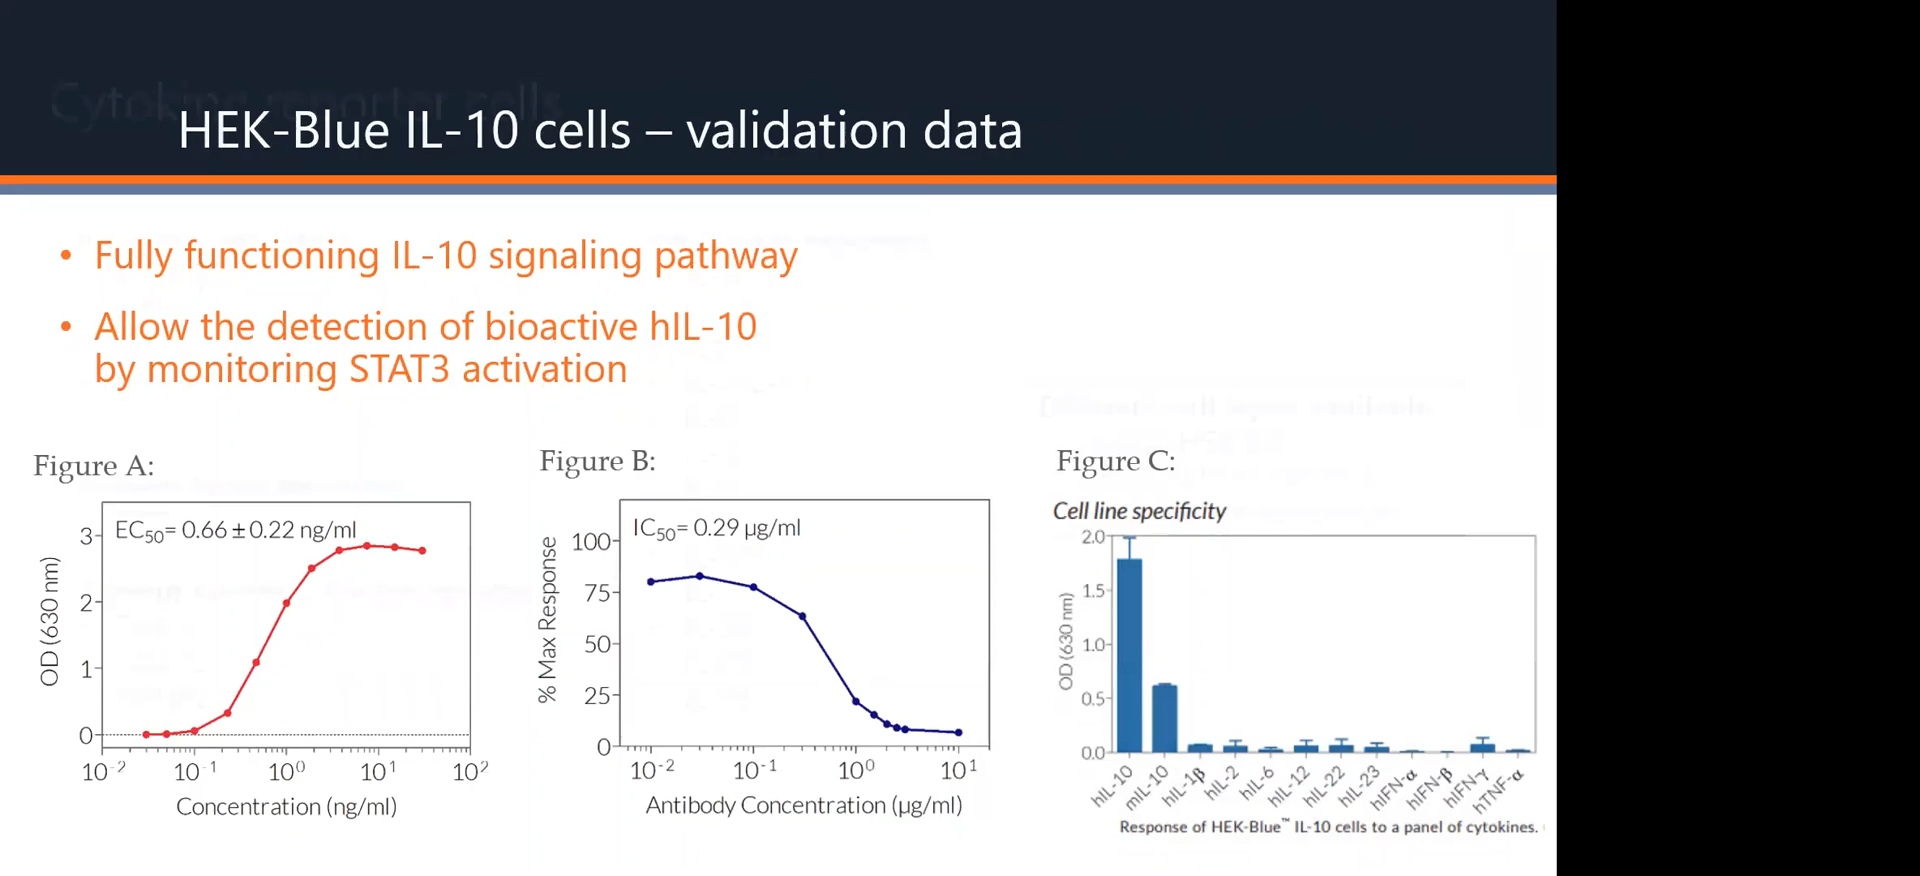 Cytokine reporter cells
HEK-Blue IL-10 cells – validation data
• Fully functioning IL-10 signaling pathway
• Allow the detection of bioactive hIL-10
by monitoring STAT3 activation
Figure A:
EC50= 0.66 ± 0.22 ng/ml
OD (630 nm)
3
2
1
0
10-2 10-1 100 101 102
Concentration (ng/ml)
Figure B:
IC50= 0.29 µg/ml
% Max Response
100
75
50
25
0
10-2 10-1 100 101
Antibody Concentration (µg/ml)
Figure C:
Cell line specificity
OD (630 nm)
2.0
1.5
1.0
0.5
0.0
hIL-10 mIL-10 hIL-1β hIL-2 hIL-6 hIL-12 hIL-22 hIL-23 hIFN-α hIFN-β hIFN-γ hTNF-α
Response of HEK-Blue™ IL-10 cells to a panel of cytokines.